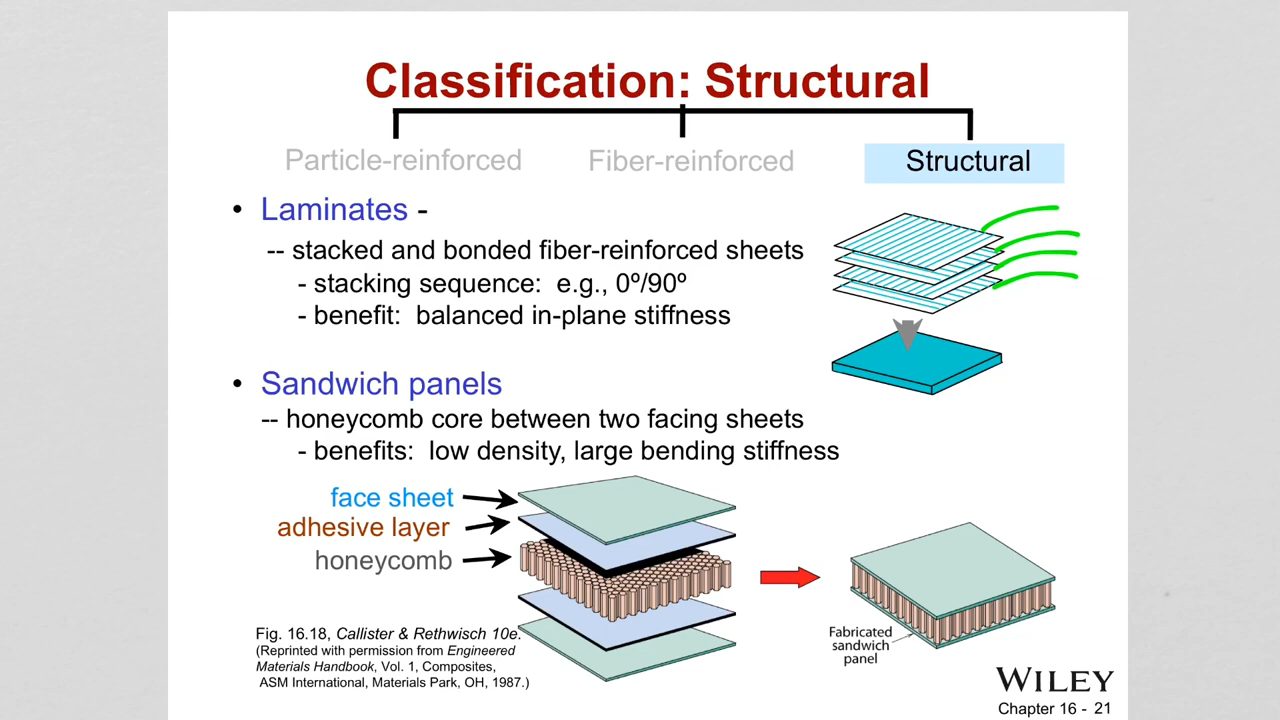 Classification: Structural
Particle-reinforced Fiber-reinforced Structural
• Laminates -
-- stacked and bonded fiber-reinforced sheets
- stacking sequence: e.g., 0º/90º
- benefit: balanced in-plane stiffness
• Sandwich panels
-- honeycomb core between two facing sheets
- benefits: low density, large bending stiffness
face sheet
adhesive layer
honeycomb
Fabricated
sandwich
panel
Fig. 16.18, Callister & Rethwisch 10e.
(Reprinted with permission from Engineered
Materials Handbook, Vol. 1, Composites,
ASM International, Materials Park, OH, 1987.)
WILEY
Chapter 16 - 21